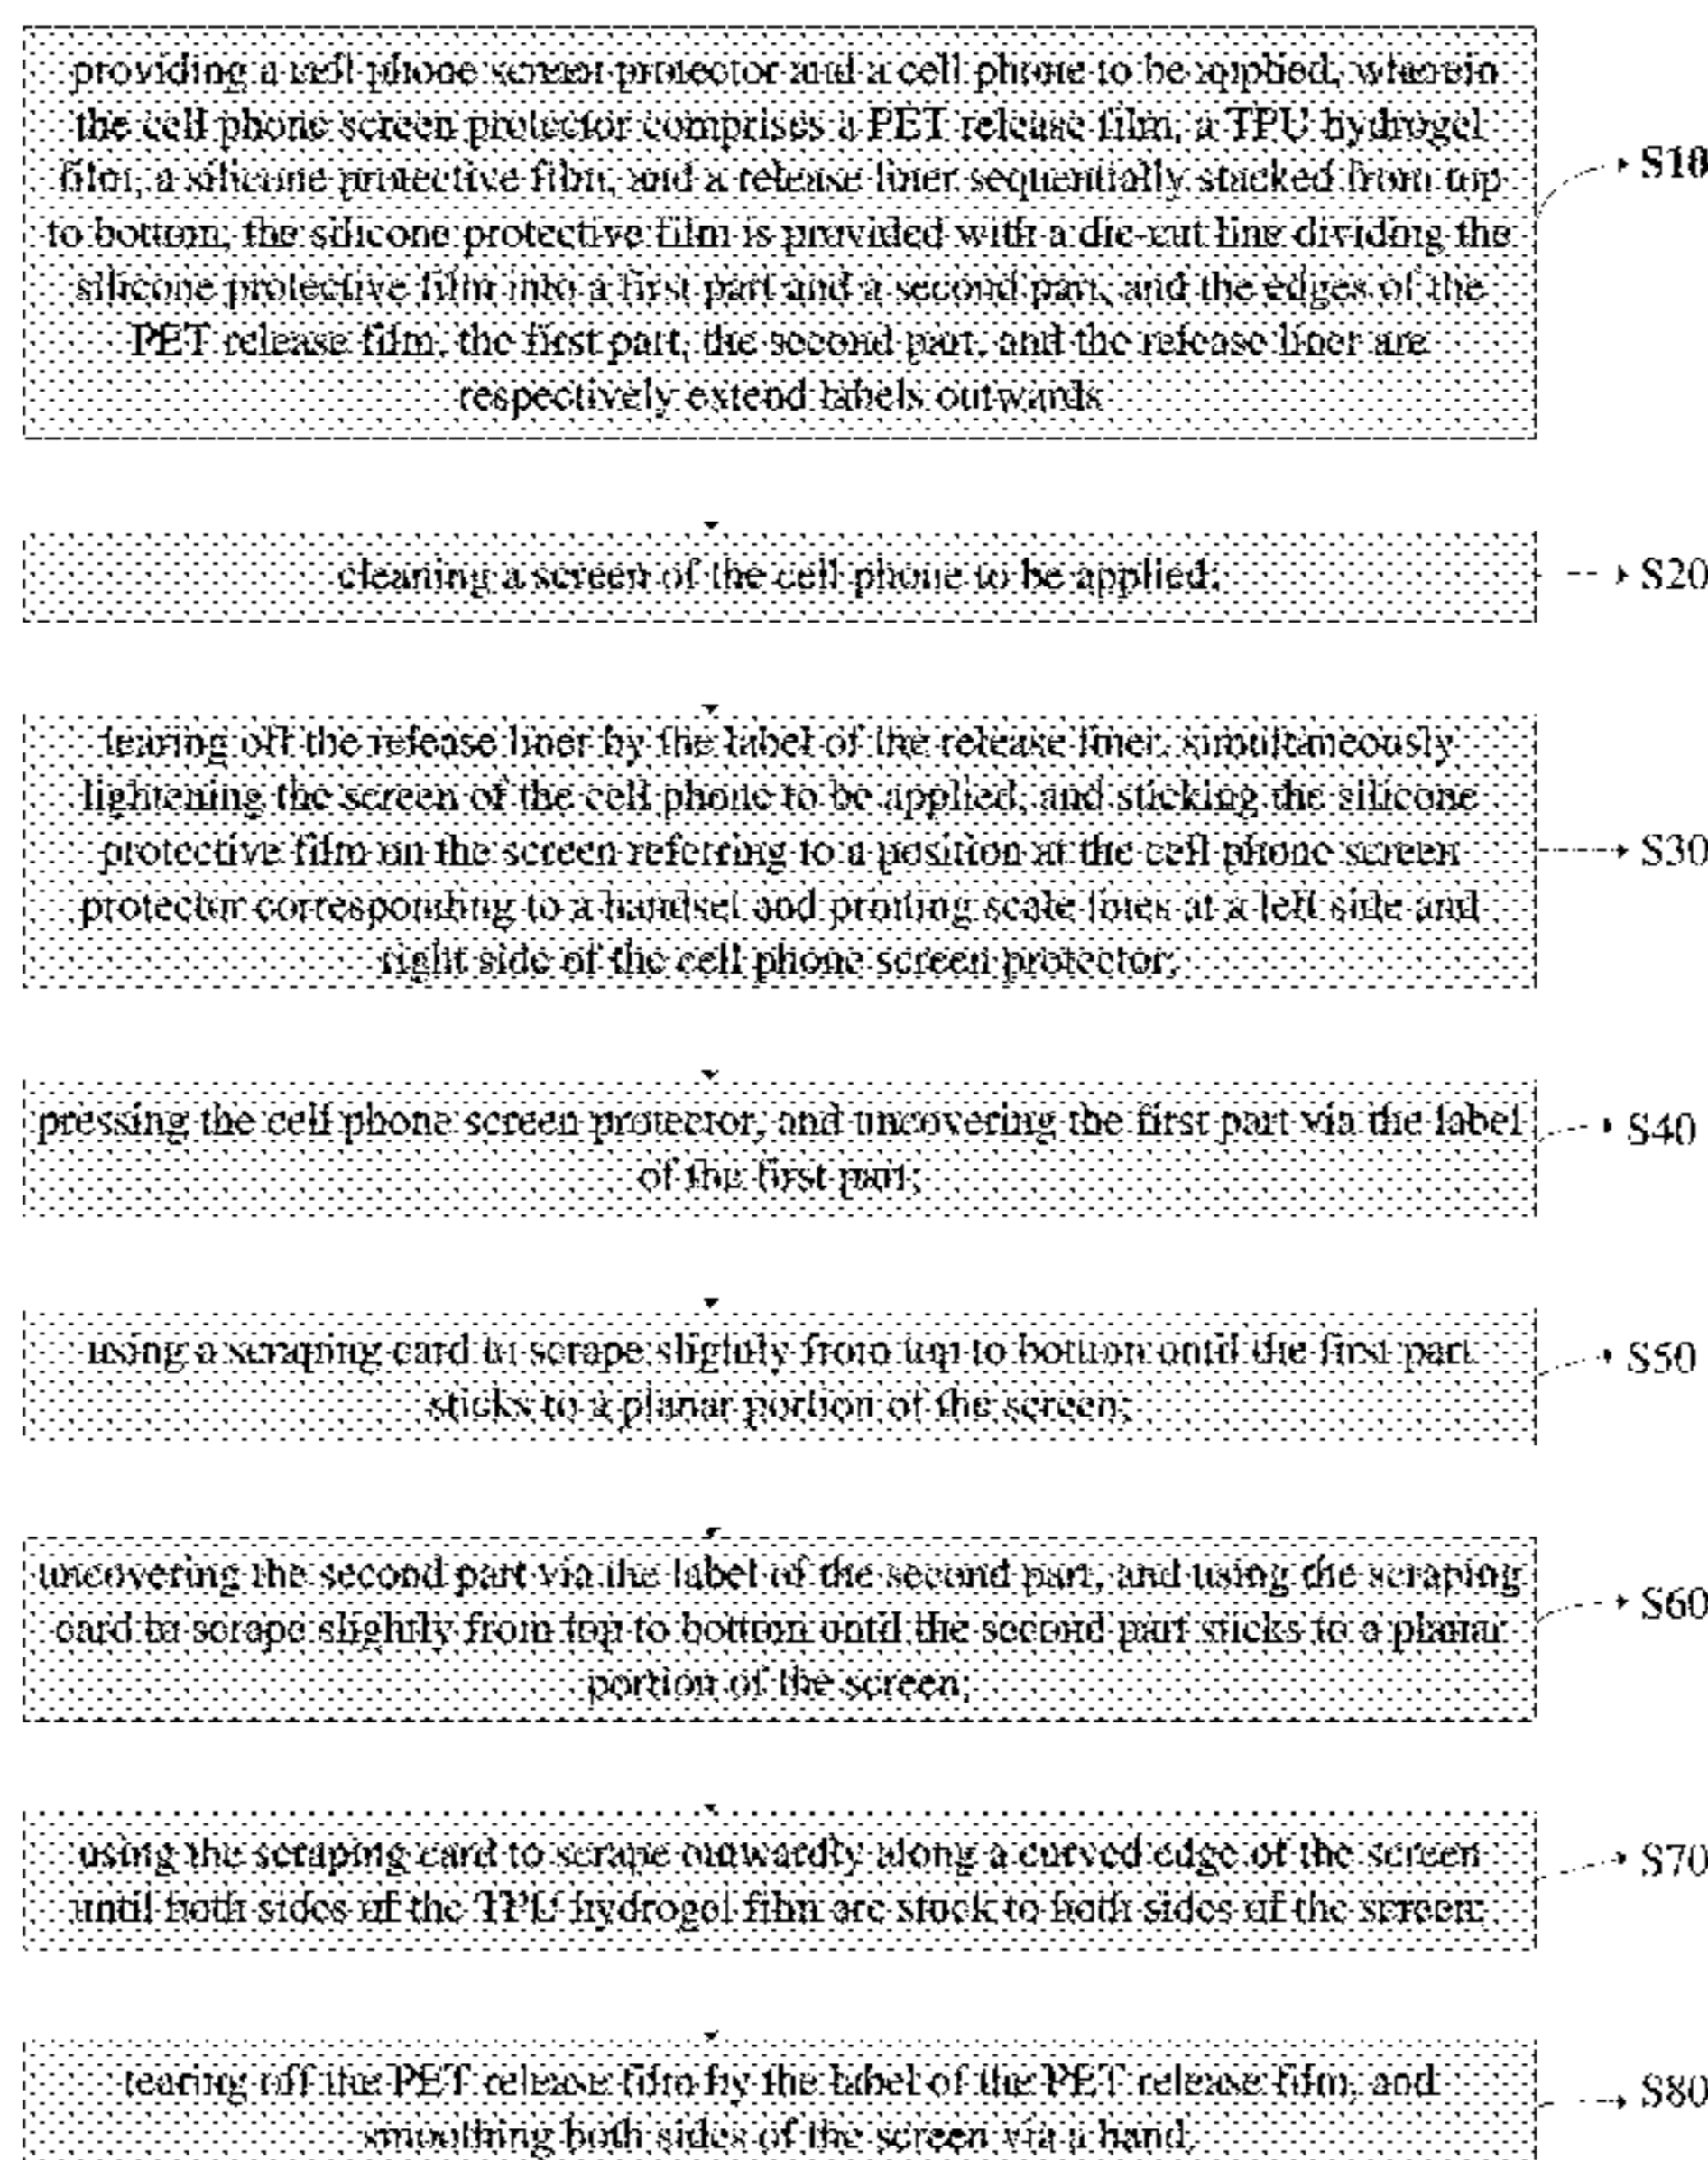 providing a cell phone screen protector and a cell phone to be applied, wherein
the cell phone screen protector comprises a PET release film, a TPU hydrogel
film, a silicone protective film, and a release liner sequentially stacked from top
to bottom, the silicone protective film is provided with a die-cut line dividing the
silicone protective film into a first part and a second part, and the edges of the
PET release film, the first part, the second part, and the release liner are
respectively extend labels outwards
S10
cleaning a screen of the cell phone to be applied;
S20
tearing off the release liner by the label of the release liner, simultaneously
lightening the screen of the cell phone to be applied, and sticking the silicone
protective film on the screen referring to a position at the cell phone screen
protector corresponding to a handset and printing scale lines at a left side and
right side of the cell phone screen protector;
S30
pressing the cell phone screen protector, and uncovering the first part via the label
of the first part;
S40
using a scraping card to scrape slightly from top to bottom until the first part
sticks to a planar portion of the screen;
S50
uncovering the second part via the label of the second part, and using the scraping
card to scrape slightly from top to bottom until the second part sticks to a planar
portion of the screen;
S60
using the scraping card to scrape outwardly along a curved edge of the screen
until both sides of the TPU hydrogel film are stuck to both sides of the screen;
S70
tearing off the PET release film by the label of the PET release film, and
smoothing both sides of the screen via a hand.
S80